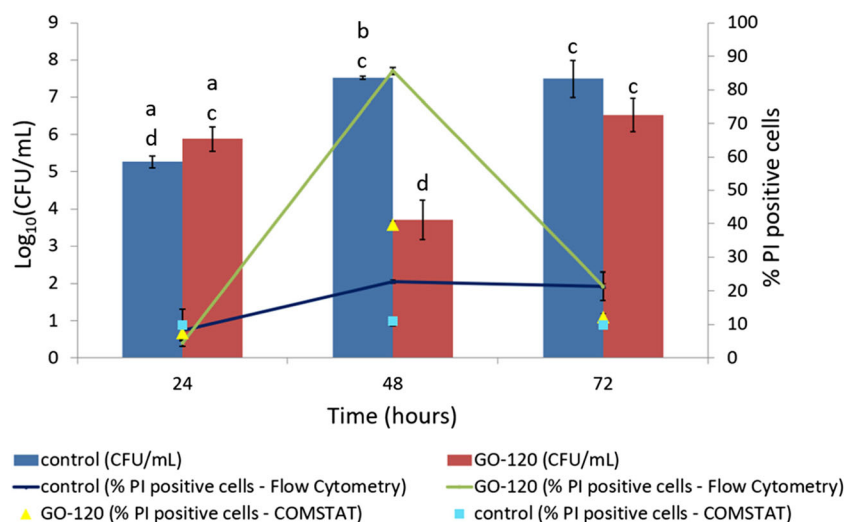 9
8
7
6
5
4
3
2
1
0
Log10(CFU/mL)
100
90
80
70
60
50
40
30
20
10
0
% PI positive cells
a
d
a
c
b
c
d
c
c
24 48 72
Time (hours)
control (CFU/mL) GO-120 (CFU/mL)
control (% PI positive cells - Flow Cytometry) GO-120 (% PI positive cells - Flow Cytometry)
GO-120 (% PI positive cells - COMSTAT) control (% PI positive cells - COMSTAT)